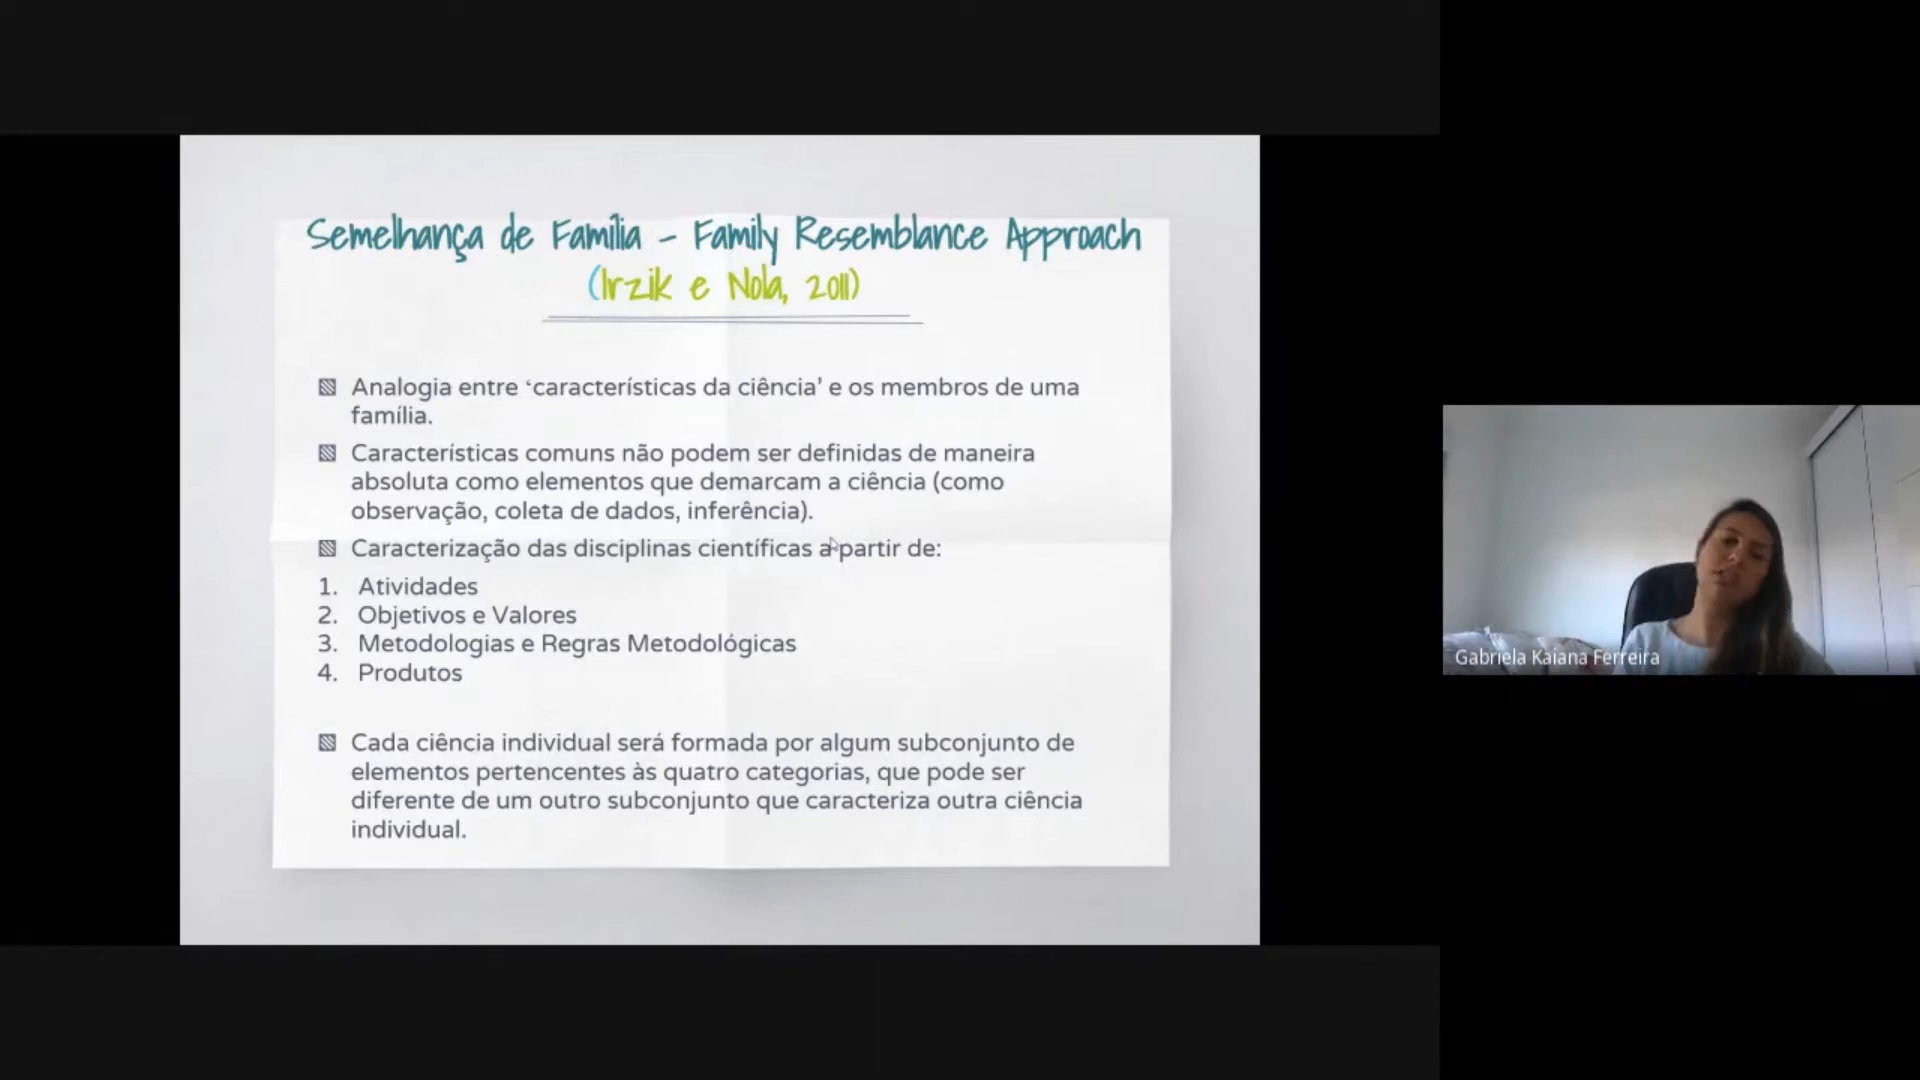 Semelhança de Família - Family Resemblance Approach
(Irzik e Nola, 2011)
Analogia entre ‘características da ciência’ e os membros de uma
família.
Características comuns não podem ser definidas de maneira
absoluta como elementos que demarcam a ciência (como
observação, coleta de dados, inferência).
Caracterização das disciplinas científicas a partir de:
1. Atividades
2. Objetivos e Valores
3. Metodologias e Regras Metodológicas
4. Produtos
Cada ciência individual será formada por algum subconjunto de
elementos pertencentes às quatro categorias, que pode ser
diferente de um outro subconjunto que caracteriza outra ciência
individual.
Gabriela Kaiana Ferreira